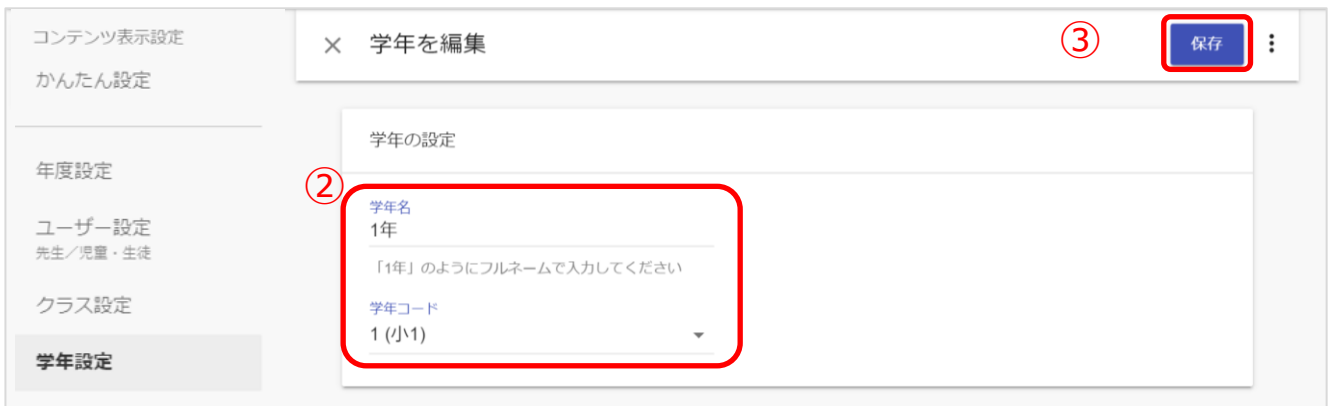 コンテンツ表示設定
かんたん設定
年度設定
ユーザー設定
先生／児童・生徒
クラス設定
学年設定
学年を編集
③
保存
学年の設定
②
学年名
1年
「1年」のようにフルネームで入力してください
学年コード
1 (小1)